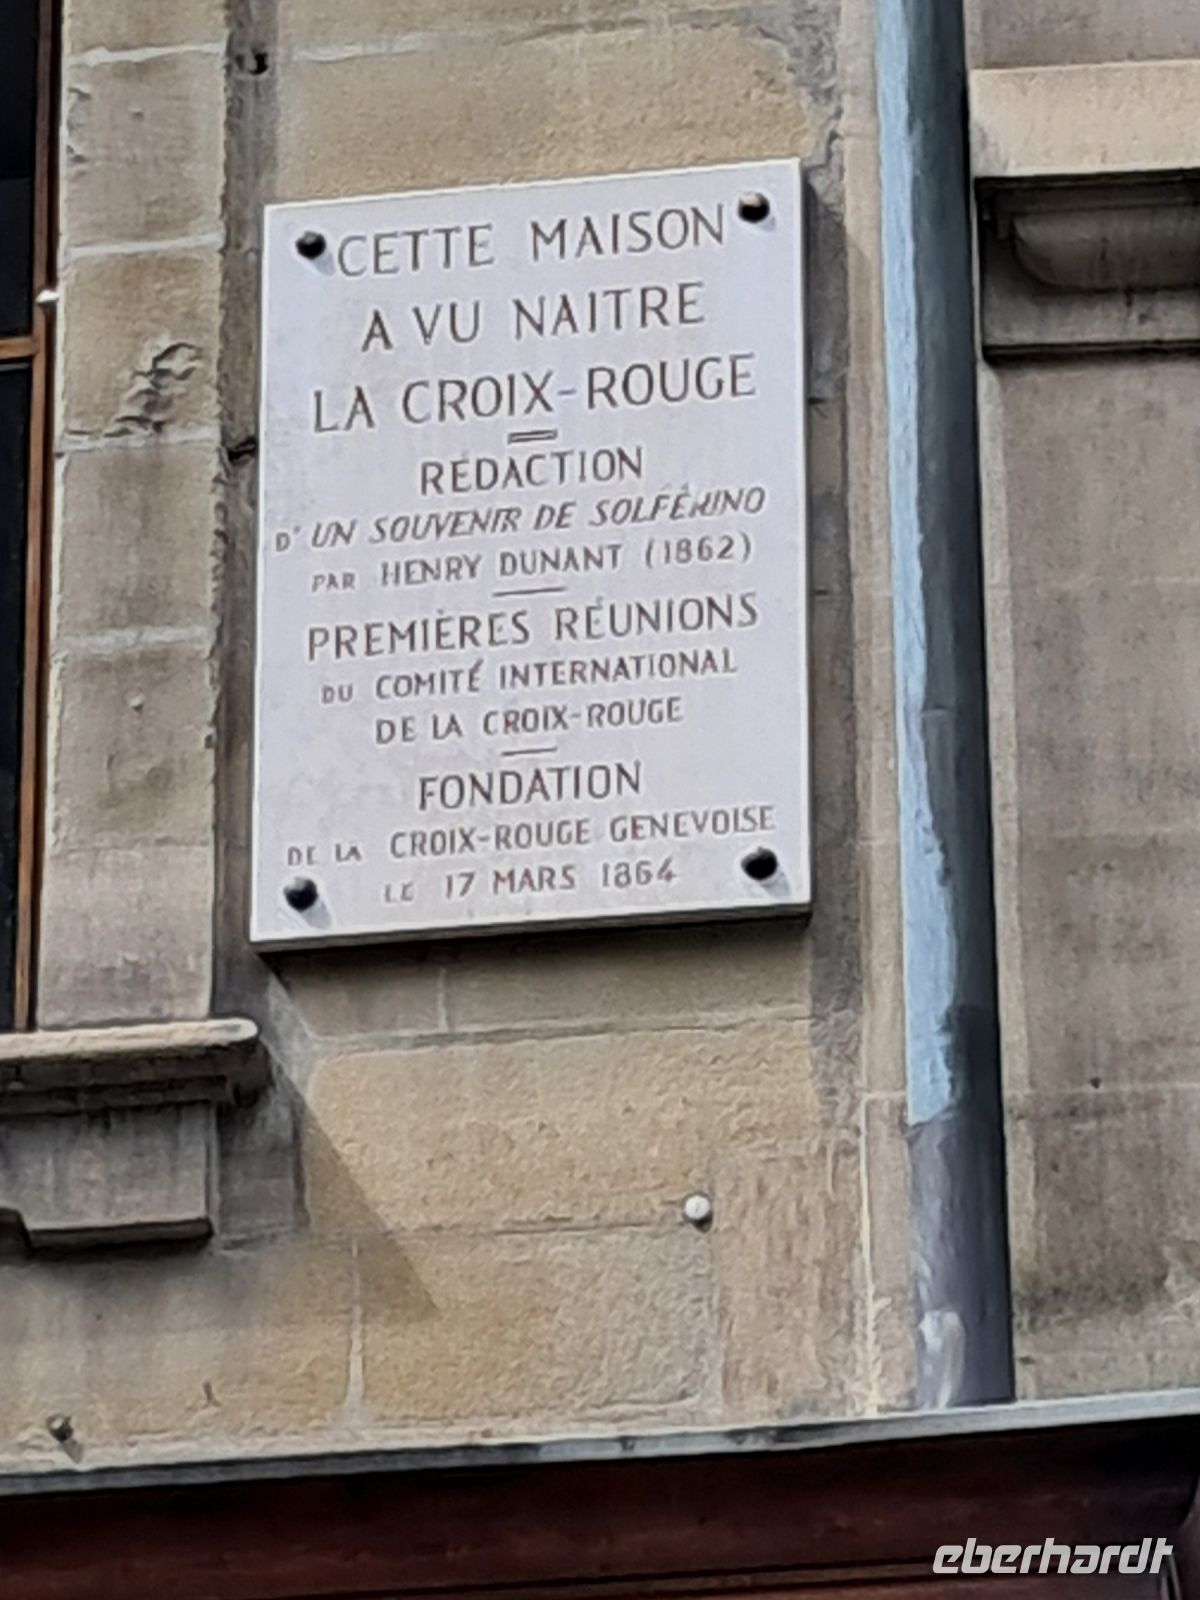 CETTE MAISON
A VU NAITRE
LA CROIX-ROUGE
RÉDACTION
D'UN SOUVENIR DE SOLFÉRINO
PAR HENRY DUNANT (1862)
PREMIÈRES RÉUNIONS
DU COMITÉ INTERNATIONAL
DE LA CROIX-ROUGE
FONDATION
DE LA CROIX-ROUGE GENEVOISE
LE 17 MARS 1864
eberhardt